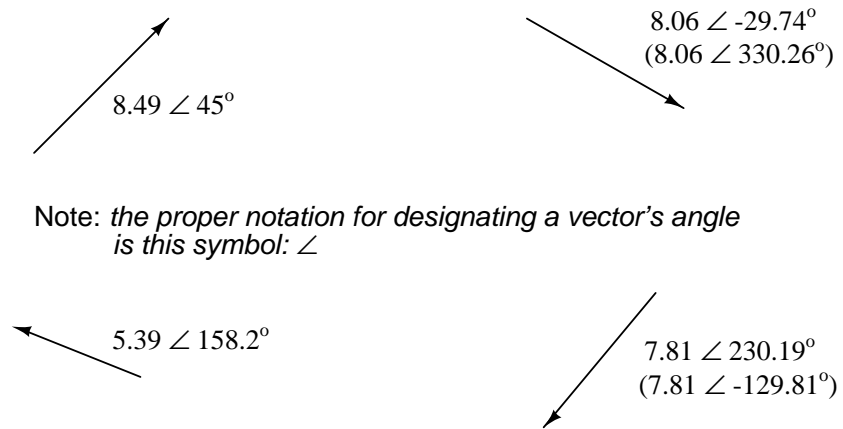 8.06 ∠ -29.74°
(8.06 ∠ 330.26°)
8.49 ∠ 45°
Note: the proper notation for designating a vector's angle
is this symbol: ∠
5.39 ∠ 158.2°
7.81 ∠ 230.19°
(7.81 ∠ -129.81°)